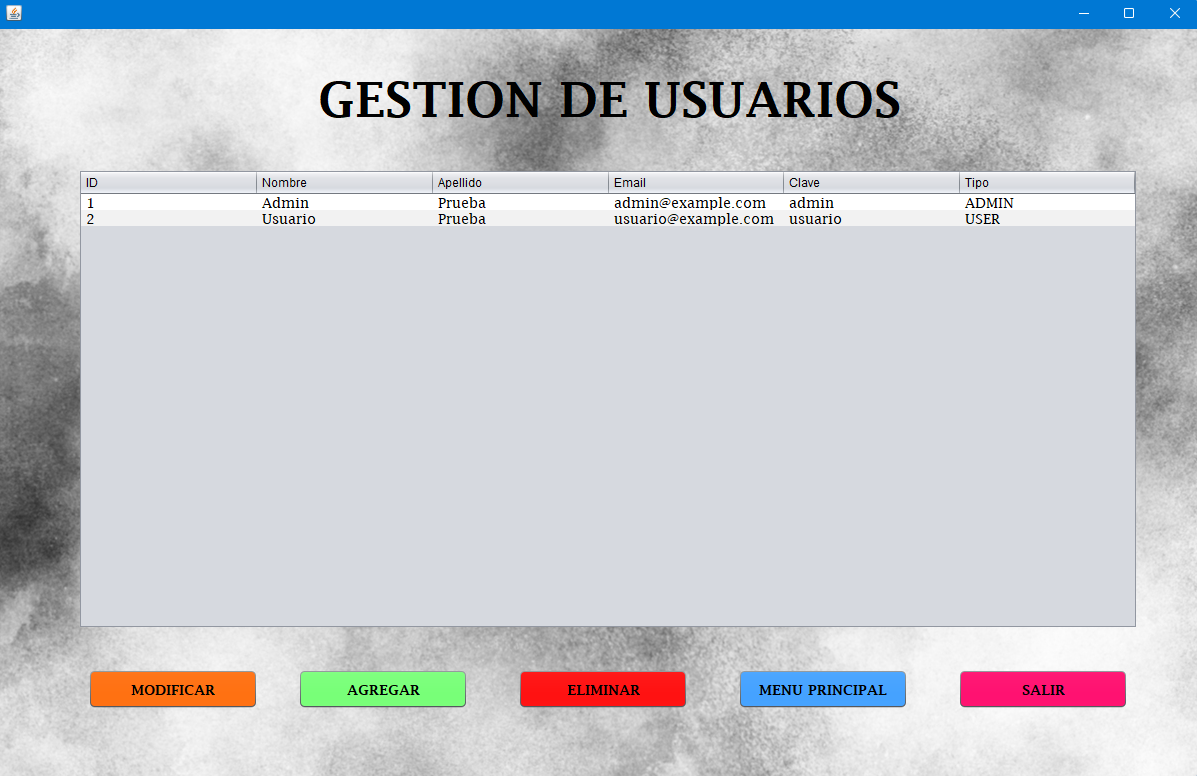 GESTION DE USUARIOS
ID Nombre Apellido Email Clave Tipo
1 Admin Prueba admin@example.com admin ADMIN
2 Usuario Prueba usuario@example.com usuario USER
MODIFICAR AGREGAR ELIMINAR MENU PRINCIPAL SALIR